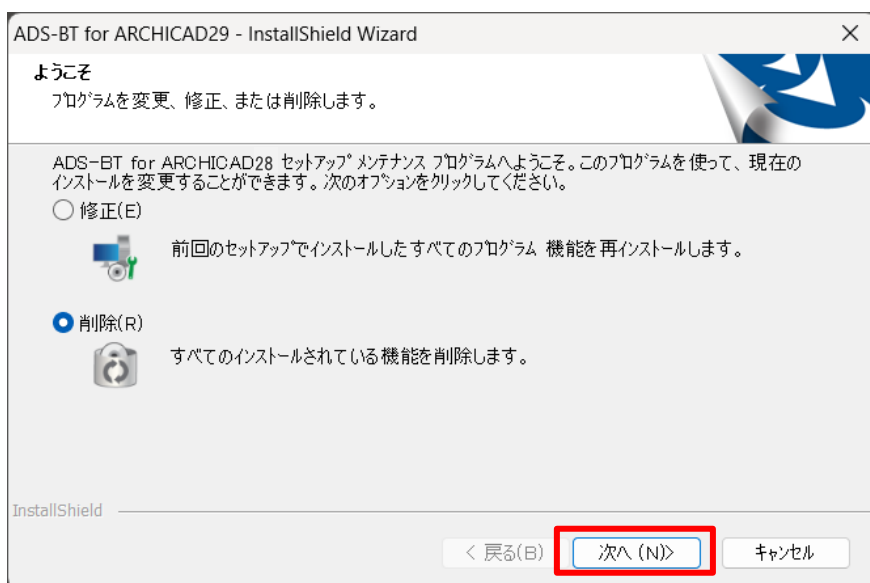 ADS-BT for ARCHICAD29 - InstallShield Wizard
ようこそ
プログラムを変更、修正、または削除します。
ADS-BT for ARCHICAD28 セットアップ メンテナンス プログラムへようこそ。このプログラムを使って、現在の
インストールを変更することができます。次のオプションをクリックしてください。
修正(E)
前回のセットアップでインストールしたすべてのプログラム 機能を再インストールします。
削除(R)
すべてのインストールされている機能を削除します。
InstallShield
< 戻る(B)
次へ (N)>
キャンセル